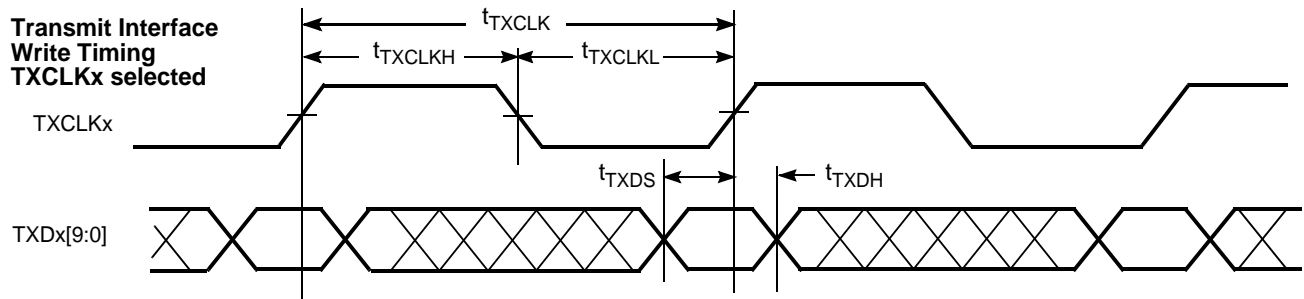 Transmit Interface
Write Timing
TXCLKx selected
tTXCLK
tTXCLKH
tTXCLKL
TXCLKx
tTXDS
tTXDH
TXDx[9:0]